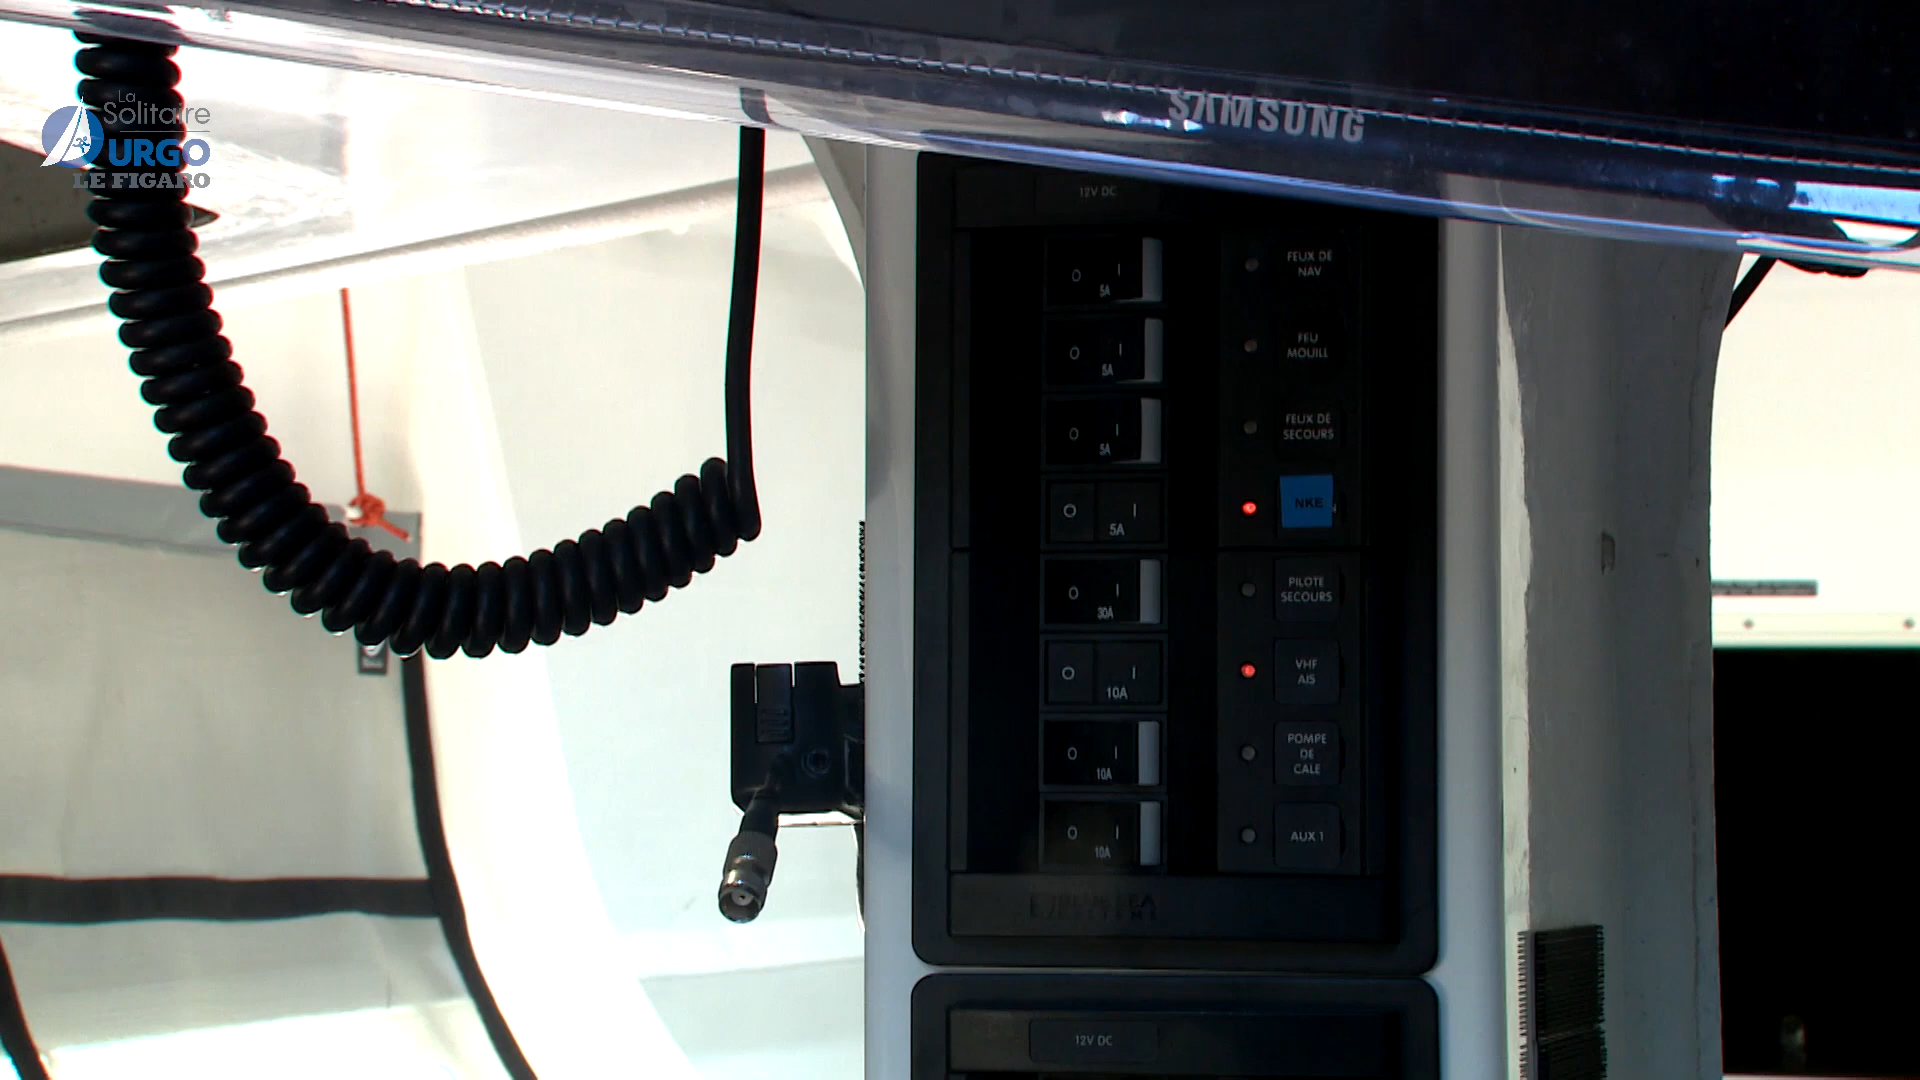 La
Solitaire
URGO
LE FIGARO
SAMSUNG
12V DC
O I
5A
FEUX DE
NAV
O I
5A
FEU
MOUILL
O I
5A
FEUX DE
SECOURS
O I
5A
NKE
O I
30A
PILOTE
SECOURS
O I
10A
VHF
AIS
O I
10A
POMPE
DE
CALE
O I
10A
AUX 1
12V DC